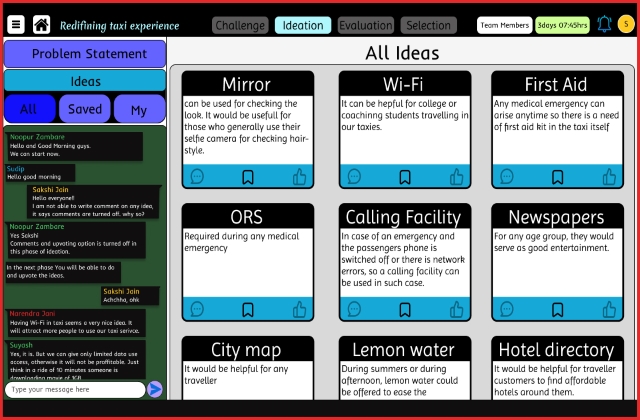 Redifining taxi experience
Challenge
Ideation
Evaluation
Selection
Team Members
3days 07:45hrs
S
Problem Statement
Ideas
All
Saved
My
Noopur Zambare
Hello and Good Morning guys.
We can start now.
Sudip
Hello good morning
Sakshi Jain
Hello everyone!!
I am not able to write comment on any idea,
it says comments are turned off. why so?
Noopur Zambare
Yes Sakshi
Comments and upvoting option is turned off in
this phase of ideation.
In the next phase You will be able to do
and upvote the ideas.
Sakshi Jain
Achchha, ohk
Narendra Jani
Having Wi-Fi in taxi seems a very nice idea. It
will attract more people to use our taxi serivce.
Suyash
Yes, it is. But we can give only limited data use
access, otherwise it will not be profitable. Just
think in a ride of 10 minutes someone is
downloading movie of 1GB
Type your message here
All Ideas
Mirror
can be used for checking the
look. It would be usefull for
those who generally use their
selfie camera for checking hair-
style.
Wi-Fi
It can be hepful for college or
coachinng students travelling in
our taxies.
First Aid
Any medical emergency can
arise anytime so there is a need
of first aid kit in the taxi itself
ORS
Required during any medical
emergency
Calling Facility
In case of an emergency and
the passengers phone is
switched off or there is network
errors, so a calling facility can
be used in such case.
Newspapers
For any age group, they would
serve as good entertainment.
City map
It would be helpful for any
traveller
Lemon water
During summers or during
afternoon, lemon water could
be offered to ease the
Hotel directory
It would be helpful for traveller
customers to find affordable
hotels around them.